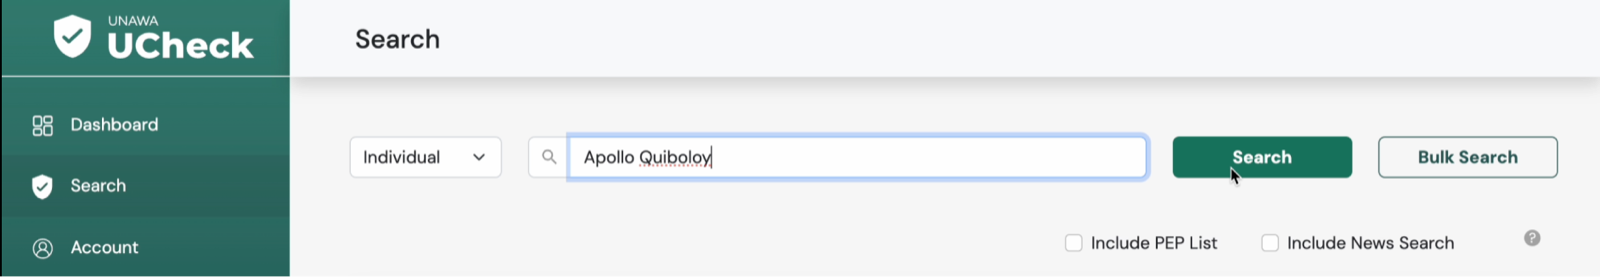 UNAWA
UCheck
Search
Dashboard
Search
Account
Individual
Apollo Quiboloy
Search
Bulk Search
Include PEP List
Include News Search
?